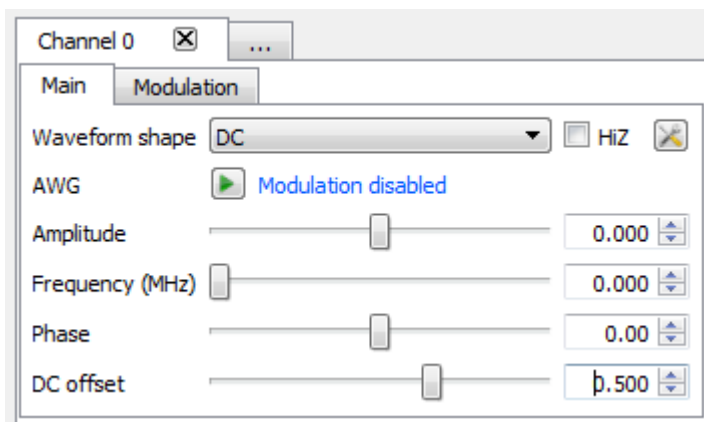 Channel 0 ...
Main Modulation
Waveform shape DC HiZ
AWG Modulation disabled
Amplitude 0.000
Frequency (MHz) 0.000
Phase 0.00
DC offset 0.500